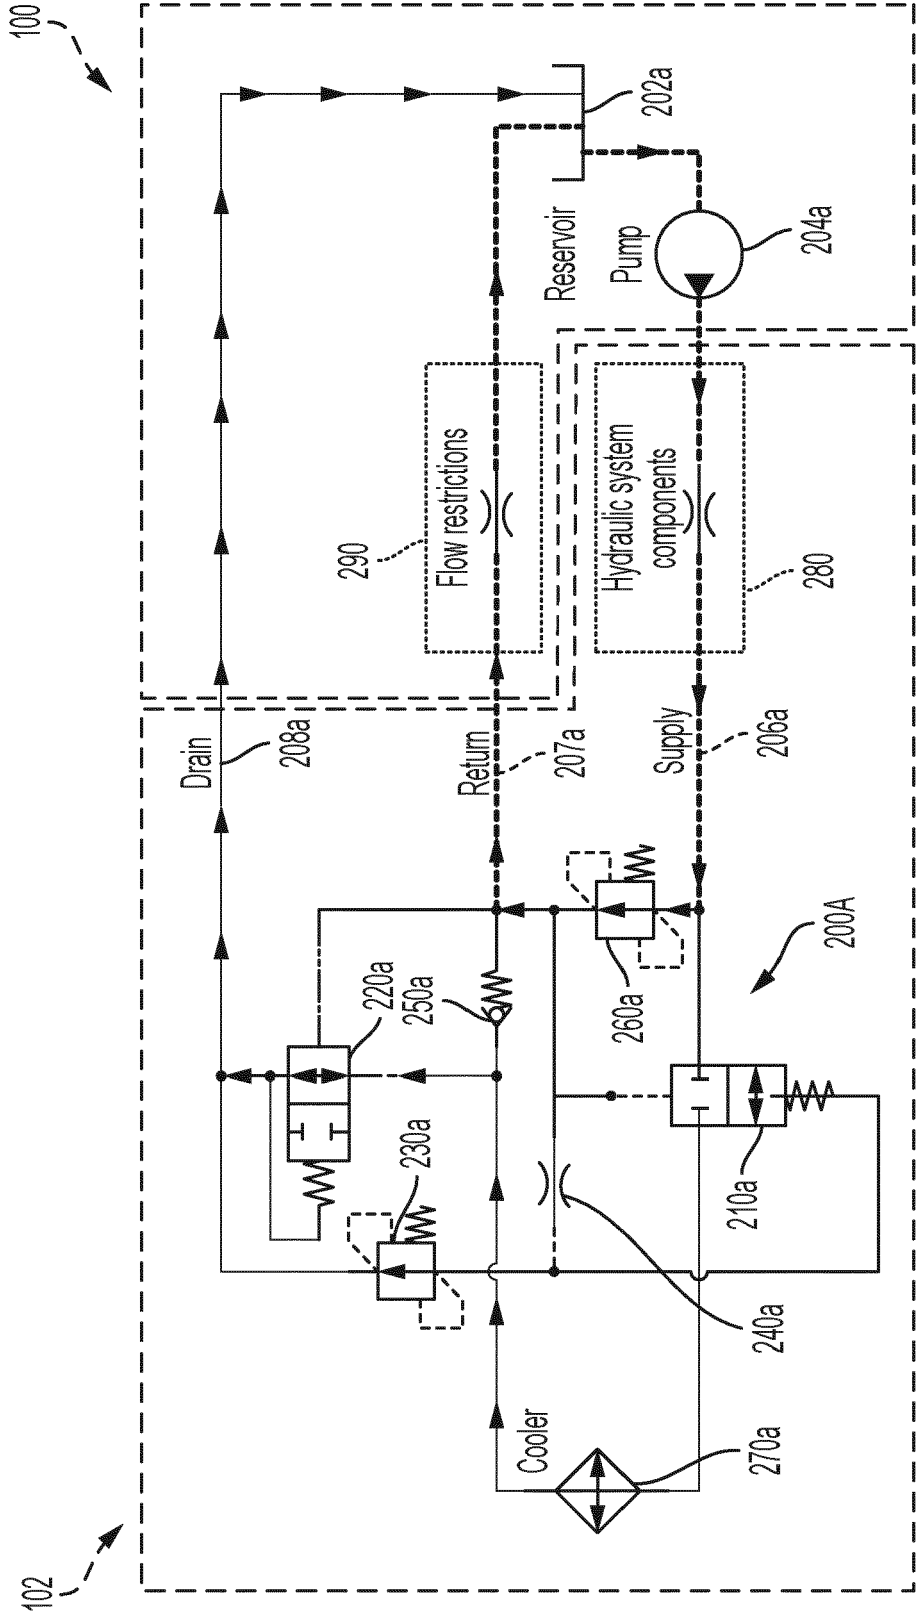 100
102
202a
Reservoir
Pump
204a
Flow restrictions
290
Hydraulic system
components
280
Drain
208a
Return
207a
Supply
206a
220a
250a
260a
200A
230a
210a
240a
Cooler
270a